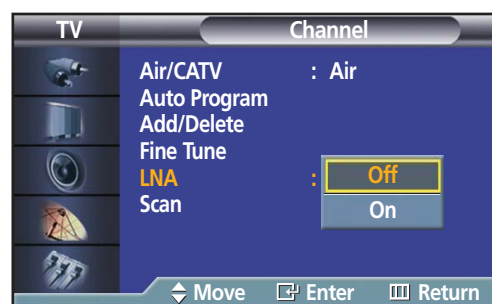 TV Channel
Air/CATV : Air
Auto Program
Add/Delete
Fine Tune
LNA : Off
On
Scan
Move Enter Return